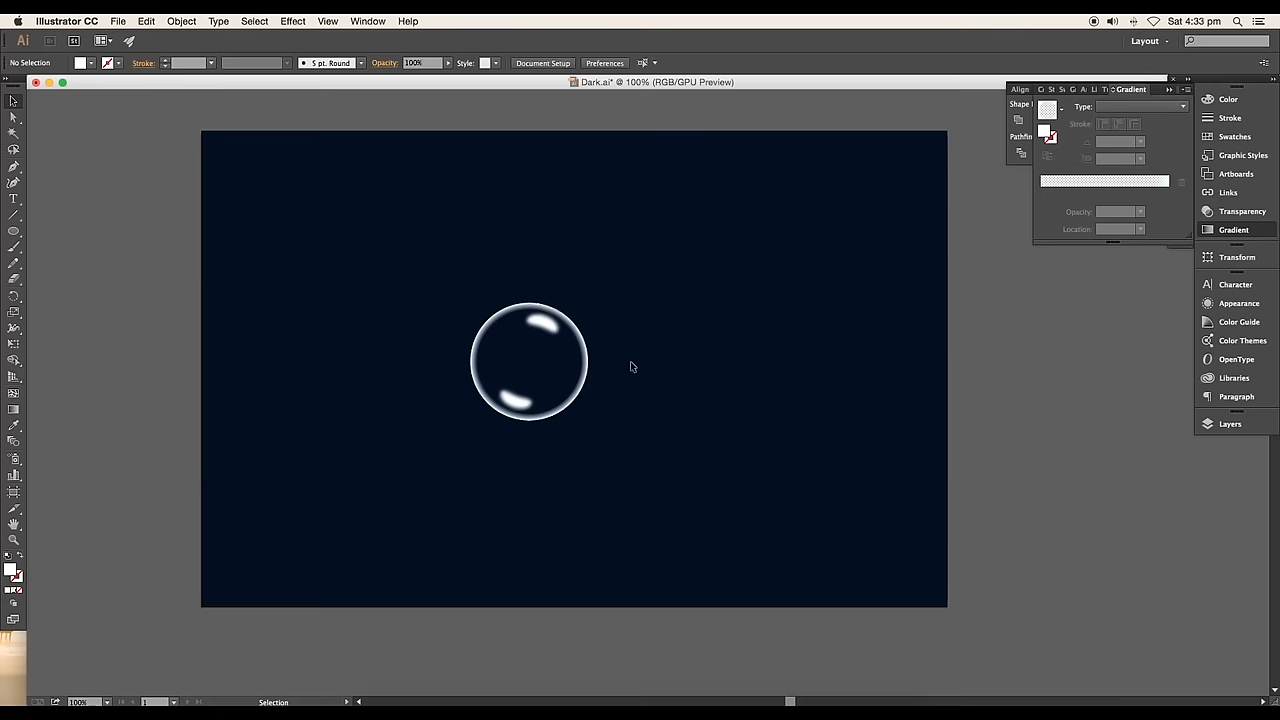 Illustrator CC File Edit Object Type Select Effect View Window Help Sat 4:33 pm
Ai St Layout
No Selection Stroke: 5 pt. Round Opacity: 100% Style: Document Setup Preferences
Dark.ai* @ 100% (RGB/GPU Preview)
Align Gradient
Type:
Stroke:
Opacity:
Location:
Pathfin
Color
Stroke
Swatches
Graphic Styles
Artboards
Links
Transparency
Gradient
Transform
Character
Appearance
Color Guide
Color Themes
OpenType
Libraries
Paragraph
Layers
100% 1 Selection